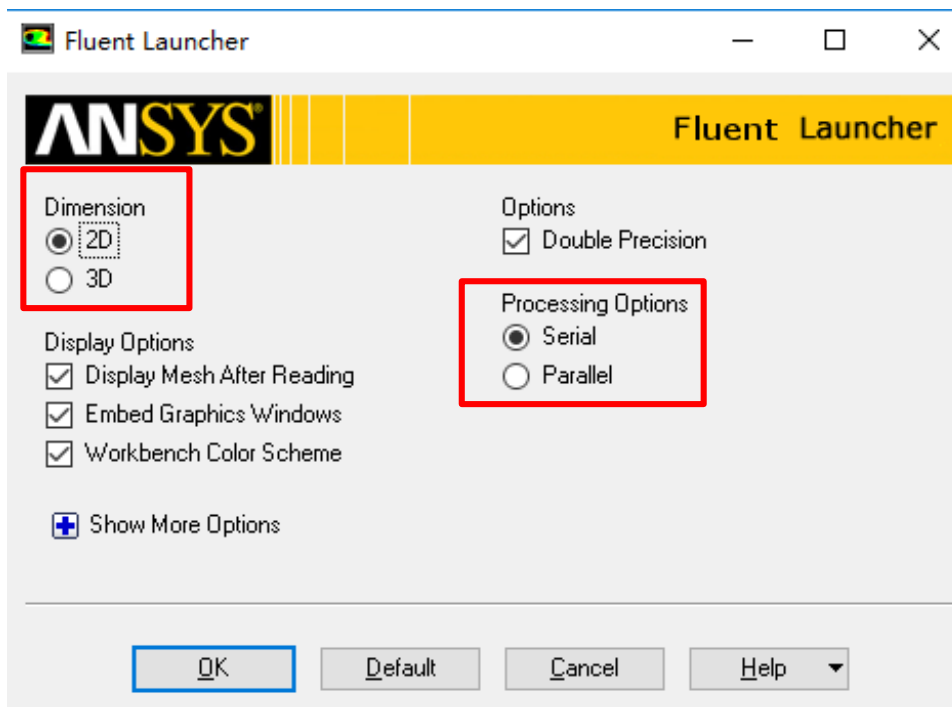 Fluent Launcher
ANSYS®
Fluent Launcher
Dimension
2D
3D
Options
Double Precision
Processing Options
Serial
Parallel
Display Options
Display Mesh After Reading
Embed Graphics Windows
Workbench Color Scheme
Show More Options
OK
Default
Cancel
Help